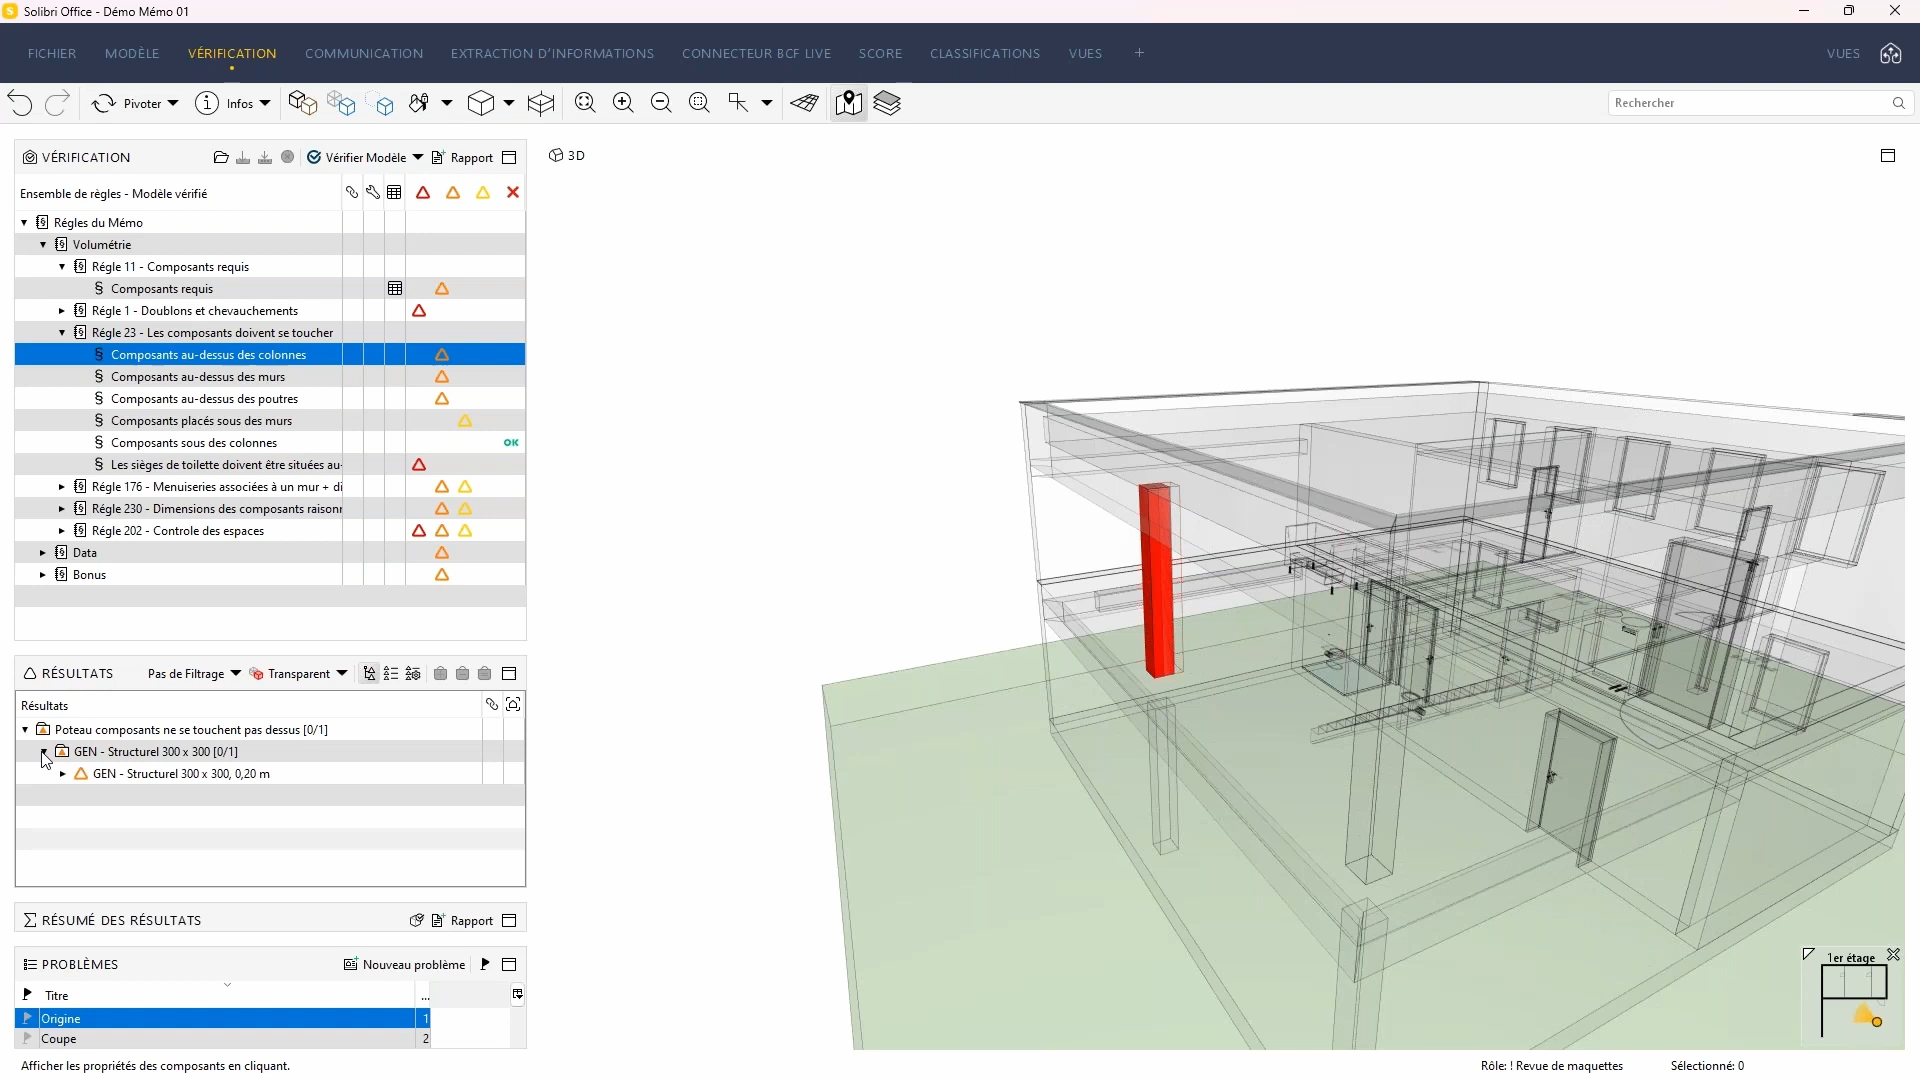 Solibri Office - Démo Mémo 01
FICHIER MODÈLE VÉRIFICATION COMMUNICATION EXTRACTION D'INFORMATIONS CONNECTEUR BCF LIVE SCORE CLASSIFICATIONS VUES + VUES
Pivoter Infos Rechercher
VÉRIFICATION Vérifier Modèle Rapport
3D
Ensemble de règles - Modèle vérifié
Régles du Mémo
Volumétrie
Régle 11 - Composants requis
§ Composants requis
Régle 1 - Doublons et chevauchements
Régle 23 - Les composants doivent se toucher
§ Composants au-dessus des colonnes
§ Composants au-dessus des murs
§ Composants au-dessus des poutres
§ Composants placés sous des murs
§ Composants sous des colonnes OK
§ Les sièges de toilette doivent être situées au-
Régle 176 - Menuiseries associées à un mur + di
Régle 230 - Dimensions des composants raisonn
Régle 202 - Controle des espaces
Data
Bonus
RÉSULTATS Pas de Filtrage Transparent
Résultats
Poteau composants ne se touchent pas dessus [0/1]
GEN - Structurel 300 x 300 [0/1]
GEN - Structurel 300 x 300, 0,20 m
RÉSUMÉ DES RÉSULTATS Rapport
PROBLÈMES Nouveau problème
Titre ...
Origine 1
Coupe 2
1er étage
Afficher les propriétés des composants en cliquant.
Rôle: ! Revue de maquettes Sélectionné: 0